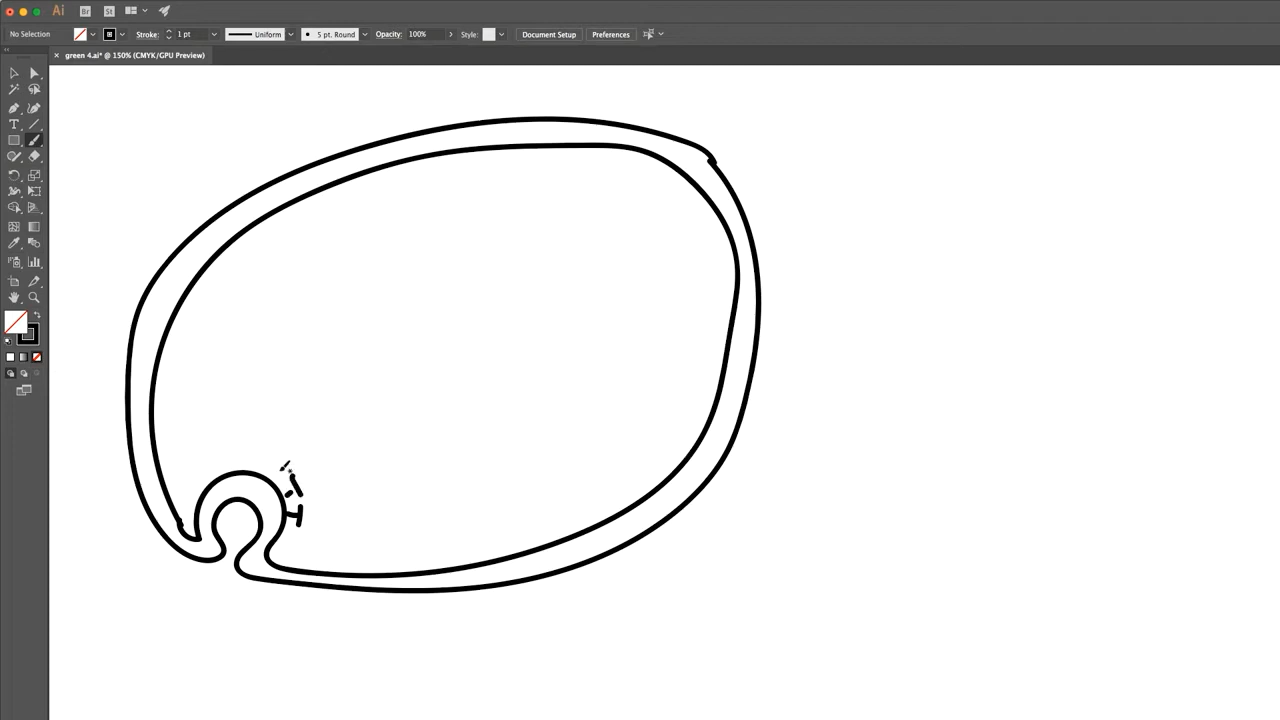 Ai Br St
No Selection Stroke: 1 pt Uniform 5 pt. Round Opacity: 100% Style: Document Setup Preferences
× green 4.ai* @ 150% (CMYK/GPU Preview)
T